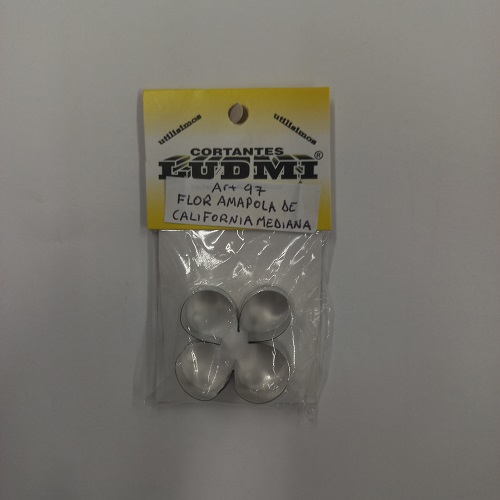 utilisimos utilisimos
CORTANTES
LUDMI®
Art 97
FLOR AMAPOLA DE
CALIFORNIA MEDIANA